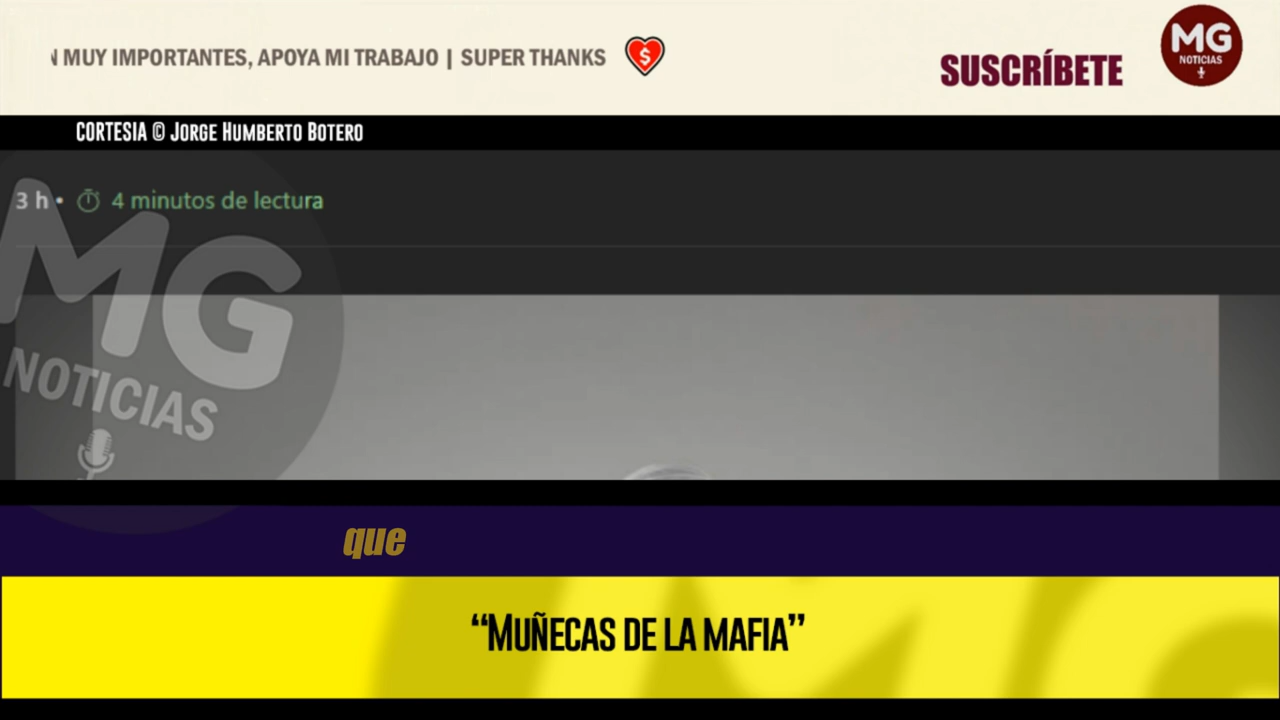 N MUY IMPORTANTES, APOYA MI TRABAJO | SUPER THANKS
SUSCRÍBETE
MG
NOTICIAS
CORTESIA © JORGE HUMBERTO BOTERO
3 h • 4 minutos de lectura
MG
NOTICIAS
que
“MUÑECAS DE LA MAFIA”